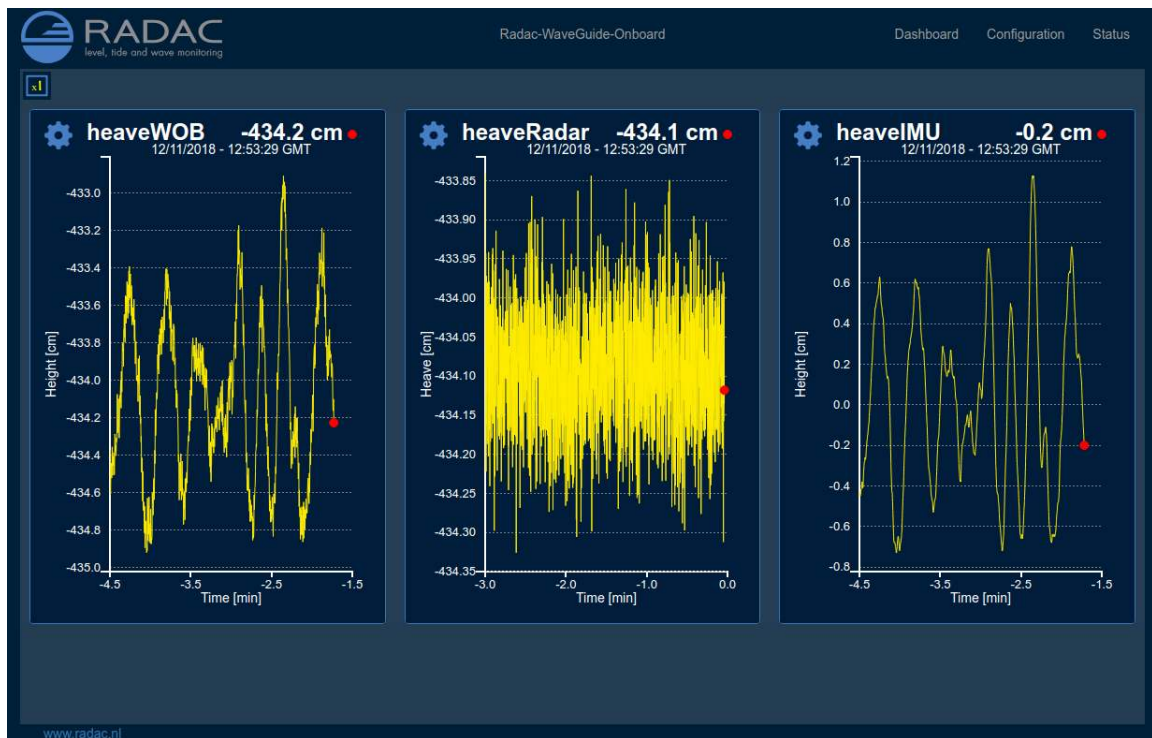 RADAC
level, tide and wave monitoring
Radac-WaveGuide-Onboard
Dashboard Configuration Status
x1
heaveWOB -434.2 cm
12/11/2018 - 12:53:29 GMT
-433.0
-433.2
-433.4
-433.6
-433.8
-434.0
-434.2
-434.4
-434.6
-434.8
-435.0
Height [cm]
-4.5 -3.5 -2.5 -1.5
Time [min]
heaveRadar -434.1 cm
12/11/2018 - 12:53:29 GMT
-433.85
-433.90
-433.95
-434.00
-434.05
-434.10
-434.15
-434.20
-434.25
-434.30
-434.35
Heave [cm]
-3.0 -2.0 -1.0 0.0
Time [min]
heaveIMU -0.2 cm
12/11/2018 - 12:53:29 GMT
1.2
1.0
0.8
0.6
0.4
0.2
0.0
-0.2
-0.4
-0.6
-0.8
Height [cm]
-4.5 -3.5 -2.5 -1.5
Time [min]
www.radac.nl